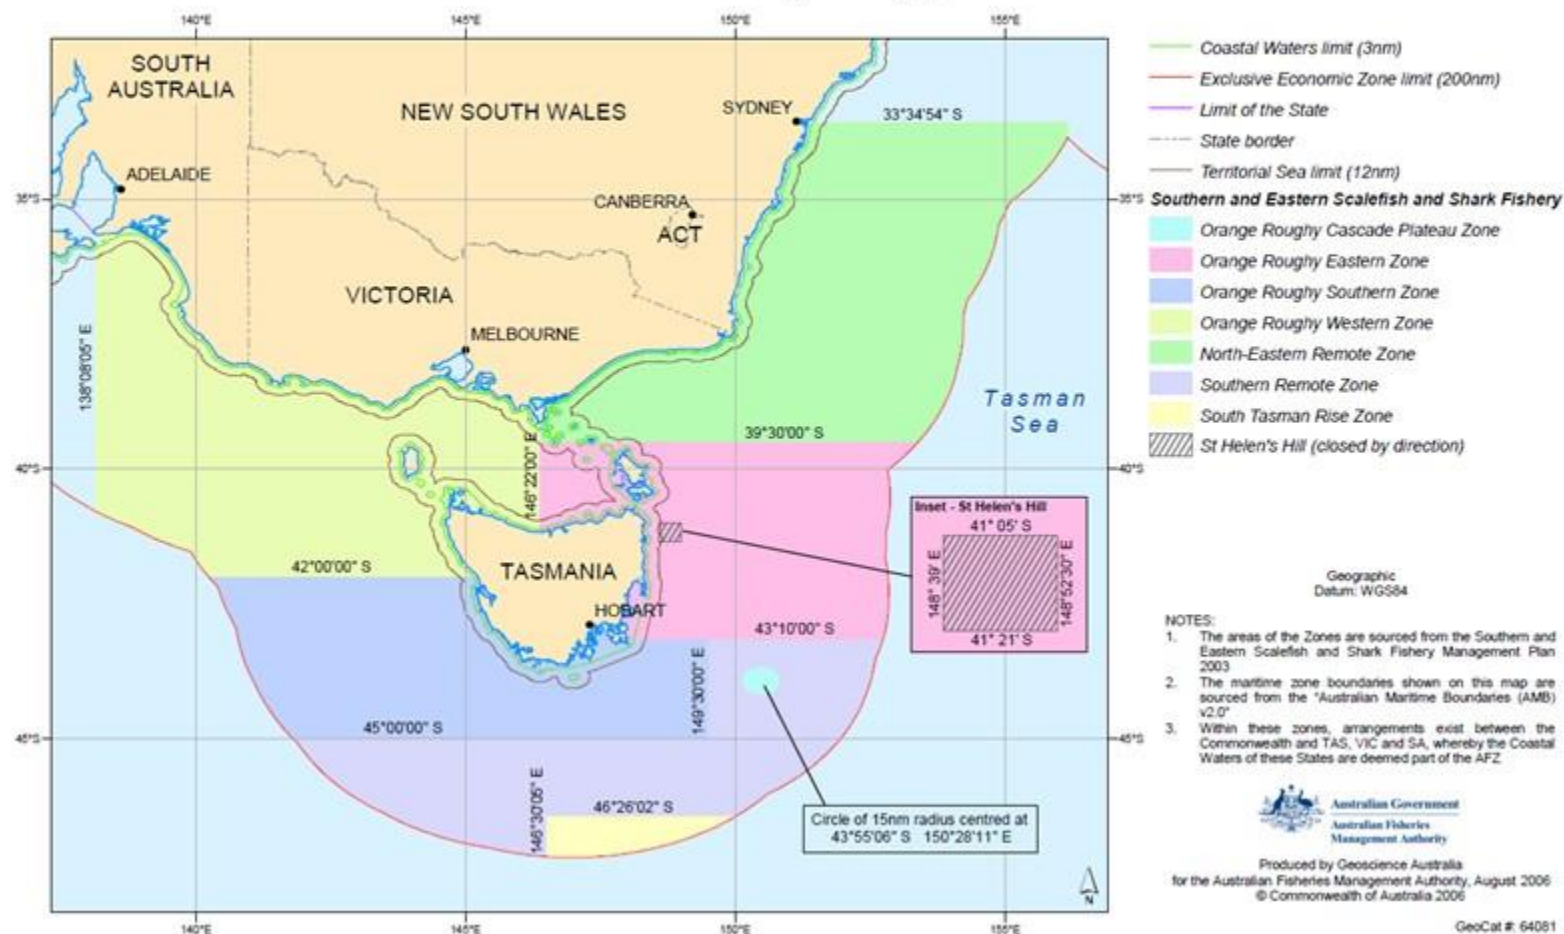 140°E
145°E
150°E
155°E
SOUTH
AUSTRALIA
NEW SOUTH WALES
SYDNEY
33°34'54" S
ADELAIDE
35°S
35°S
CANBERRA
ACT
VICTORIA
MELBOURNE
138°08'05" E
Tasman
Sea
39°30'00" S
146°22'00" E
40°S
40°S
Inset - St Helen's Hill
41° 05' S
148° 39' E
148°52'30" E
41° 21' S
42°00'00" S
TASMANIA
HOBART
43°10'00" S
149°30'00" E
45°00'00" S
45°S
45°S
146°30'05" E
46°26'02" S
Circle of 15nm radius centred at
43°55'06" S 150°28'11" E
N
140°E
145°E
150°E
155°E
Coastal Waters limit (3nm)
Exclusive Economic Zone limit (200nm)
Limit of the State
State border
Territorial Sea limit (12nm)
Southern and Eastern Scalefish and Shark Fishery
Orange Roughy Cascade Plateau Zone
Orange Roughy Eastern Zone
Orange Roughy Southern Zone
Orange Roughy Western Zone
North-Eastern Remote Zone
Southern Remote Zone
South Tasman Rise Zone
St Helen's Hill (closed by direction)
Geographic
Datum: WGS84
NOTES:
1. The areas of the Zones are sourced from the Southern and
Eastern Scalefish and Shark Fishery Management Plan
2003
2. The maritime zone boundaries shown on this map are
sourced from the "Australian Maritime Boundaries (AMB)
v2.0"
3. Within these zones, arrangements exist between the
Commonwealth and TAS, VIC and SA, whereby the Coastal
Waters of these States are deemed part of the AFZ
Australian Government
Australian Fisheries
Management Authority
Produced by Geoscience Australia
for the Australian Fisheries Management Authority, August 2006
© Commonwealth of Australia 2006
GeoCat #: 64081